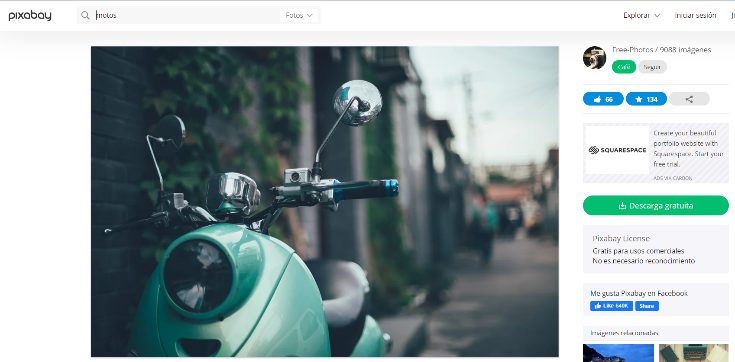 pixabay
motos
Fotos
Explorar
Iniciar sesión
Free-Photos / 9088 imágenes
Café
Seguir
66
134
SQUARESPACE
Create your beautiful
portfolio website with
Squarespace. Start your
free trial.
ADS VIA CARBON
Descarga gratuita
Pixabay License
Gratis para usos comerciales
No es necesario reconocimiento
Me gusta Pixabay en Facebook
Like 640K
Share
Imágenes relacionadas